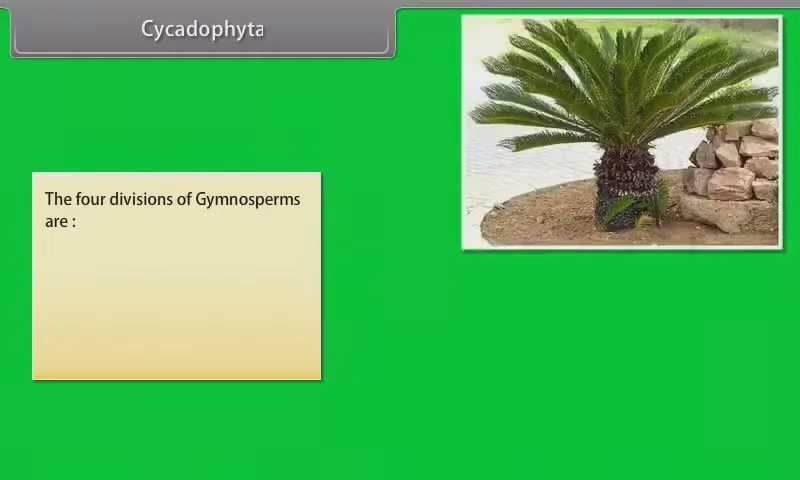 Cycadophyta
The four divisions of Gymnosperms
are :